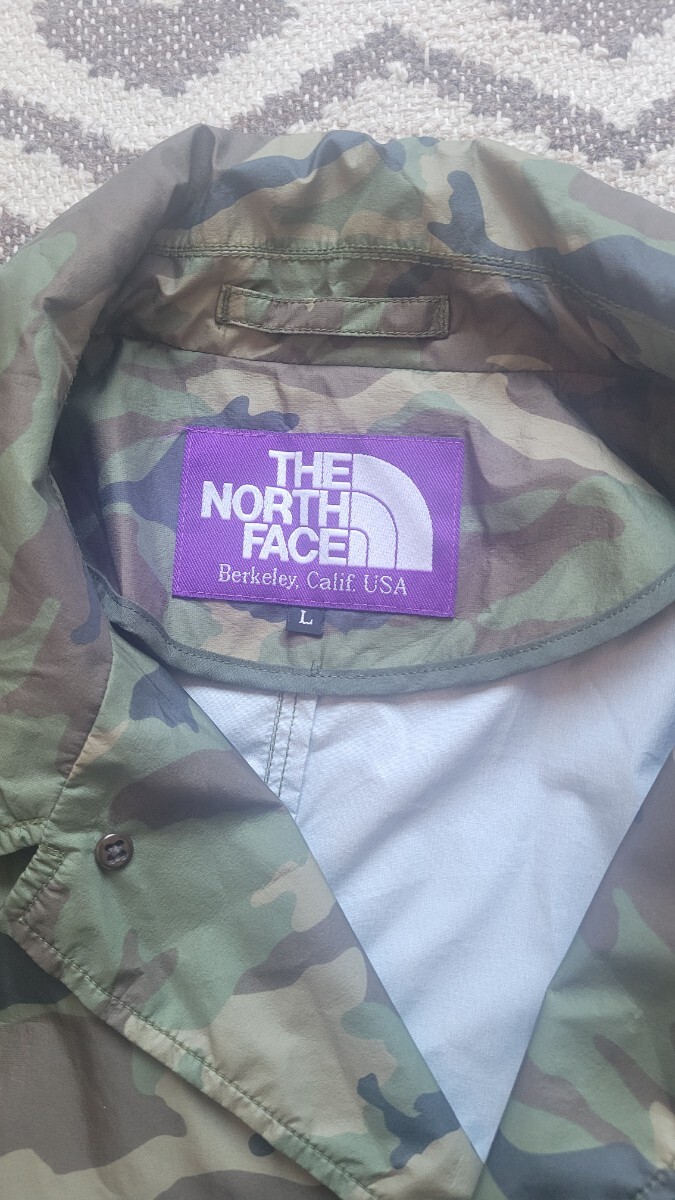 THE
NORTH
FACE
Berkeley, Calif. USA
L